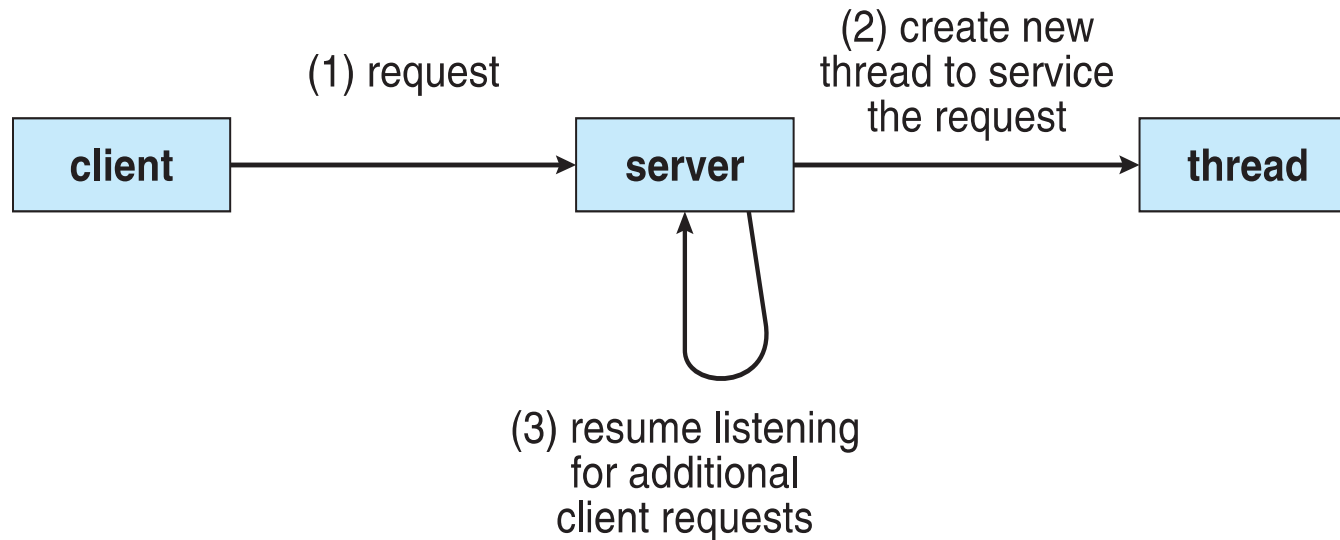 (1) request
(2) create new
thread to service
the request
client
server
thread
(3) resume listening
for additional
client requests